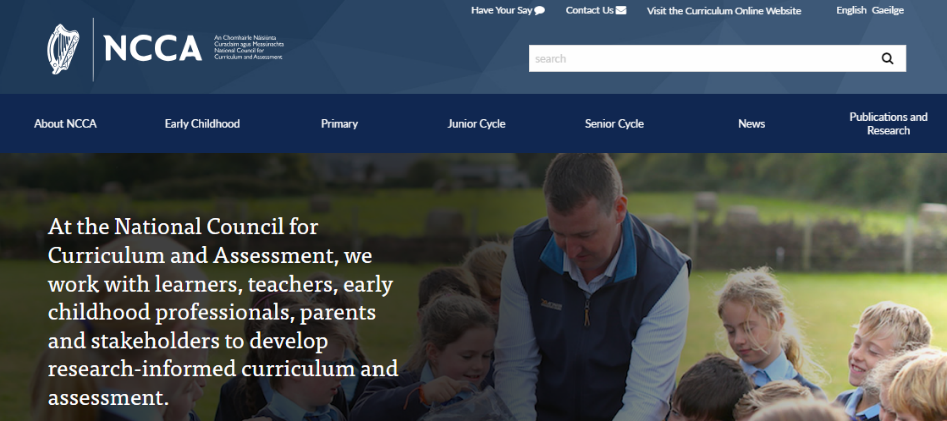 Have Your Say
Contact Us
Visit the Curriculum Online Website
English Gaeilge
NCCA
An Chomhairle Náisiúnta
Curaclam agus Measúnachta
National Council for
Curriculum and Assessment
search
About NCCA
Early Childhood
Primary
Junior Cycle
Senior Cycle
News
Publications and
Research
At the National Council for
Curriculum and Assessment, we
work with learners, teachers, early
childhood professionals, parents
and stakeholders to develop
research-informed curriculum and
assessment.